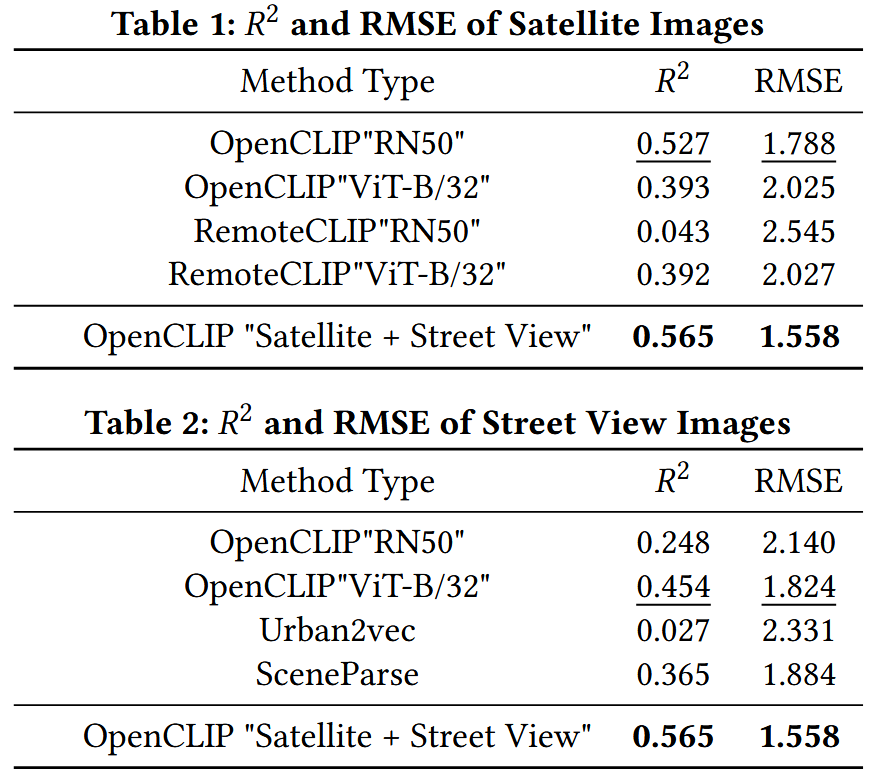 Table 1: R² and RMSE of Satellite Images
Method Type R² RMSE
OpenCLIP"RN50" 0.527 1.788
OpenCLIP"ViT-B/32" 0.393 2.025
RemoteCLIP"RN50" 0.043 2.545
RemoteCLIP"ViT-B/32" 0.392 2.027
OpenCLIP "Satellite + Street View" 0.565 1.558
Table 2: R² and RMSE of Street View Images
Method Type R² RMSE
OpenCLIP"RN50" 0.248 2.140
OpenCLIP"ViT-B/32" 0.454 1.824
Urban2vec 0.027 2.331
SceneParse 0.365 1.884
OpenCLIP "Satellite + Street View" 0.565 1.558